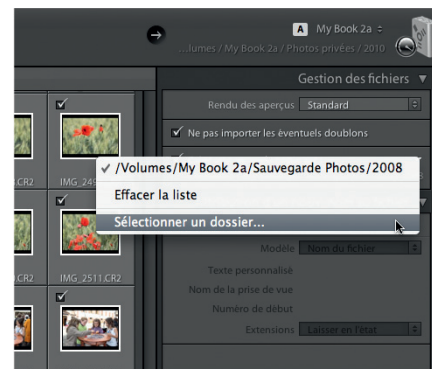 A My Book 2a
...lumes / My Book 2a / Photos privées / 2010
Gestion des fichiers
Rendu des aperçus Standard
Ne pas importer les éventuels doublons
/Volumes/My Book 2a/Sauvegarde Photos/2008
.CR2 IMG_249
Effacer la liste
Sélectionner un dossier...
Modèle Nom du fichier
.CR2 IMG_2511.CR2
Texte personnalisé
Nom de la prise de vue
Numéro de début
Extensions Laisser en l'état